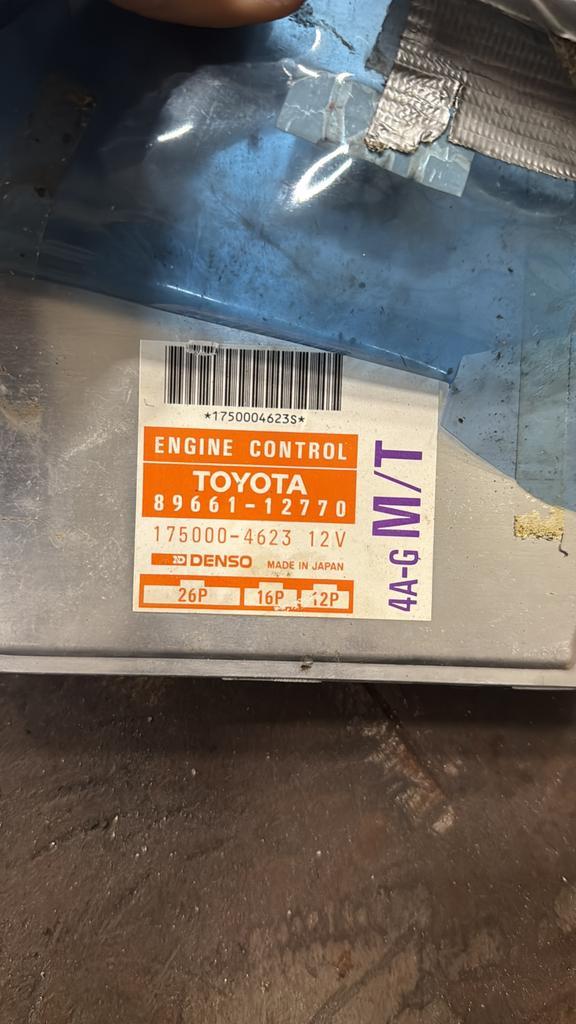 *1750004623S*
ENGINE CONTROL
TOYOTA
89661-12770
175000-4623 12V
DENSO MADE IN JAPAN
26P 16P 12P
4A-G M/T